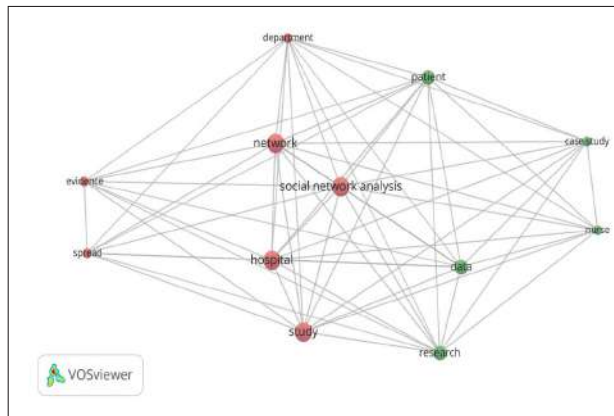 department
patient
network
case study
evidence
social network analysis
nurse
spread
hospital
data
study
research
VOSviewer